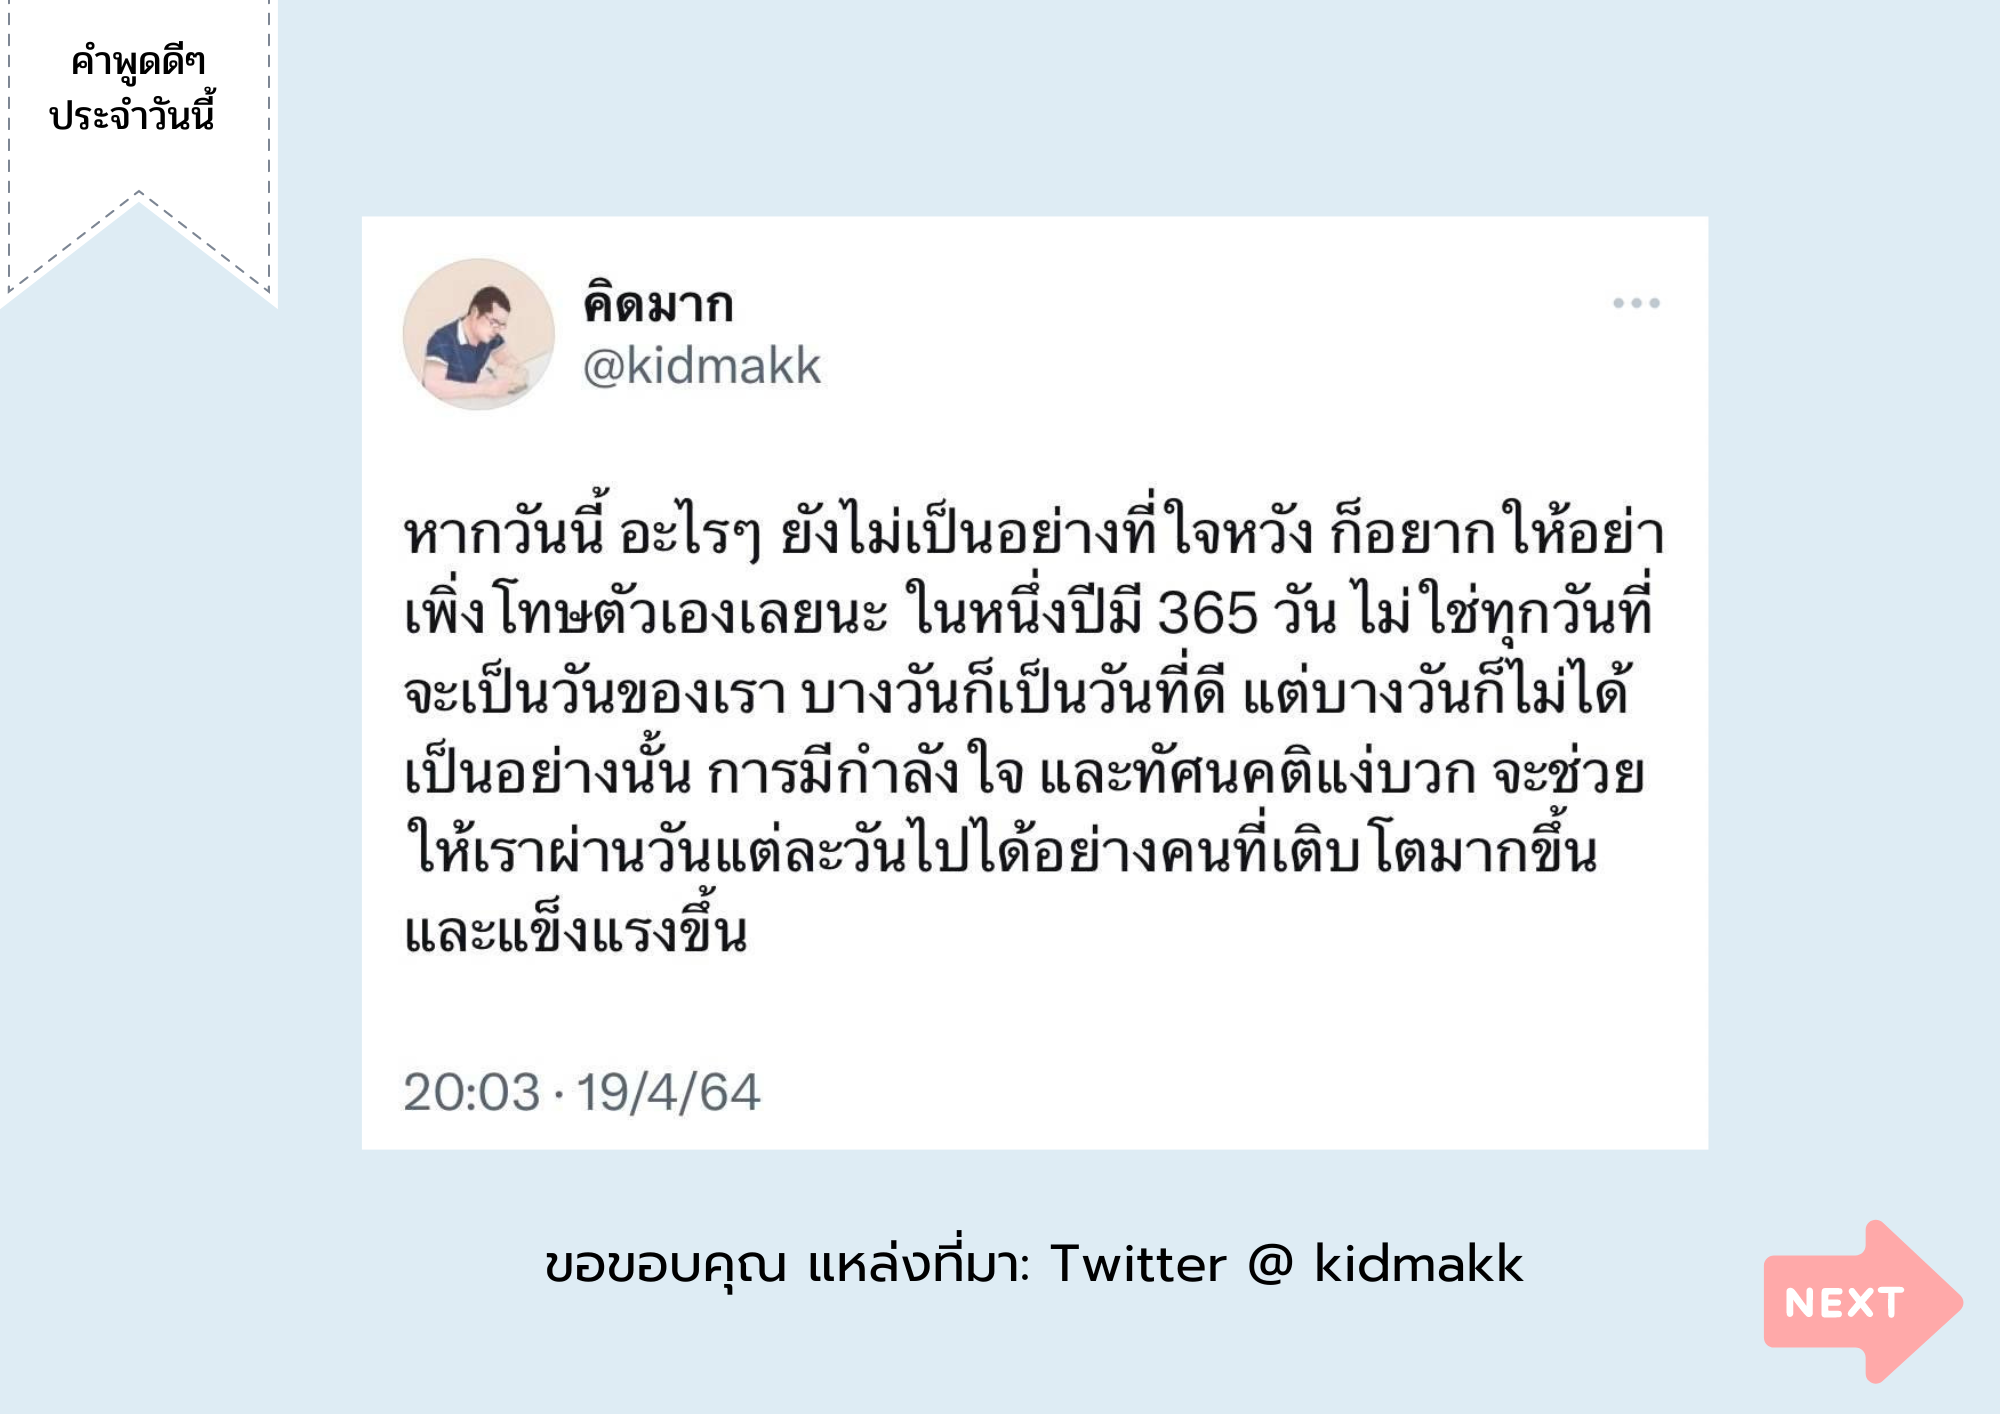 คำพูดดีๆ
ประจำวันนี้
คิดมาก
@kidmakk
หากวันนี้ อะไรๆ ยังไม่เป็นอย่างที่ใจหวัง ก็อยากให้อย่า
เพิ่งโทษตัวเองเลยนะ ในหนึ่งปีมี 365 วัน ไม่ใช่ทุกวันที่
จะเป็นวันของเรา บางวันก็เป็นวันที่ดี แต่บางวันก็ไม่ได้
เป็นอย่างนั้น การมีกำลังใจ และทัศนคติแง่บวก จะช่วย
ให้เราผ่านวันแต่ละวันไปได้อย่างคนที่เติบโตมากขึ้น
และแข็งแรงขึ้น
20:03 · 19/4/64
ขอขอบคุณ แหล่งที่มา: Twitter @ kidmakk
NEXT